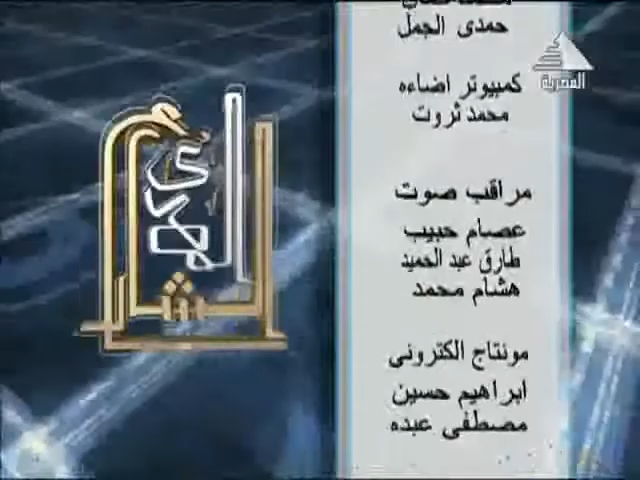 حمدى الجمل
كمبيوتر اضاءه
محمد ثروت
مراقب صوت
عصام حبيب
طارق عبد الحميد
هشام محمد
مونتاج الكترونى
ابراهيم حسين
مصطفى عبده
المصرية